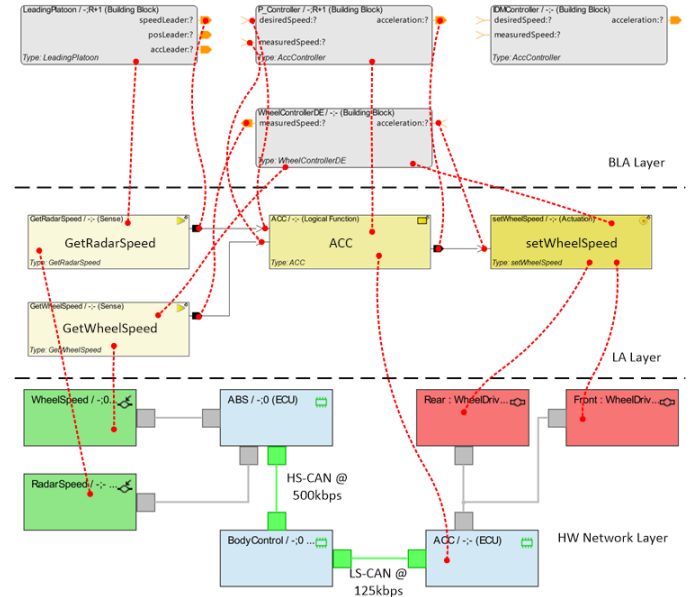 LeadingPlatoon / -;R+1 (Building Block)
speedLeader:?
posLeader:?
accLeader:?
Type: LeadingPlatoon
P_Controller / -;R+1 (Building Block)
desiredSpeed:? acceleration:?
measuredSpeed:?
Type: AccController
IDMController / -;- (Building Block)
desiredSpeed:? acceleration:?
measuredSpeed:?
Type: AccController
WheelControllerDE / -;- (Building Block)
measuredSpeed:? acceleration:?
Type: WheelControllerDE
BLA Layer
GetRadarSpeed / -;- (Sense)
GetRadarSpeed
Type: GetRadarSpeed
ACC / -;- (Logical Function)
ACC
Type: ACC
setWheelSpeed / -;- (Actuation)
setWheelSpeed
Type: setWheelSpeed
GetWheelSpeed / -;- (Sense)
GetWheelSpeed
Type: GetWheelSpeed
LA Layer
WheelSpeed / -;0...
ABS / -;0 (ECU)
Rear : WheelDriv...
Front : WheelDriv...
HS-CAN @
500kbps
RadarSpeed / -;- ...
BodyControl / -;0 ...
ACC / -;- (ECU)
HW Network Layer
LS-CAN @
125kbps